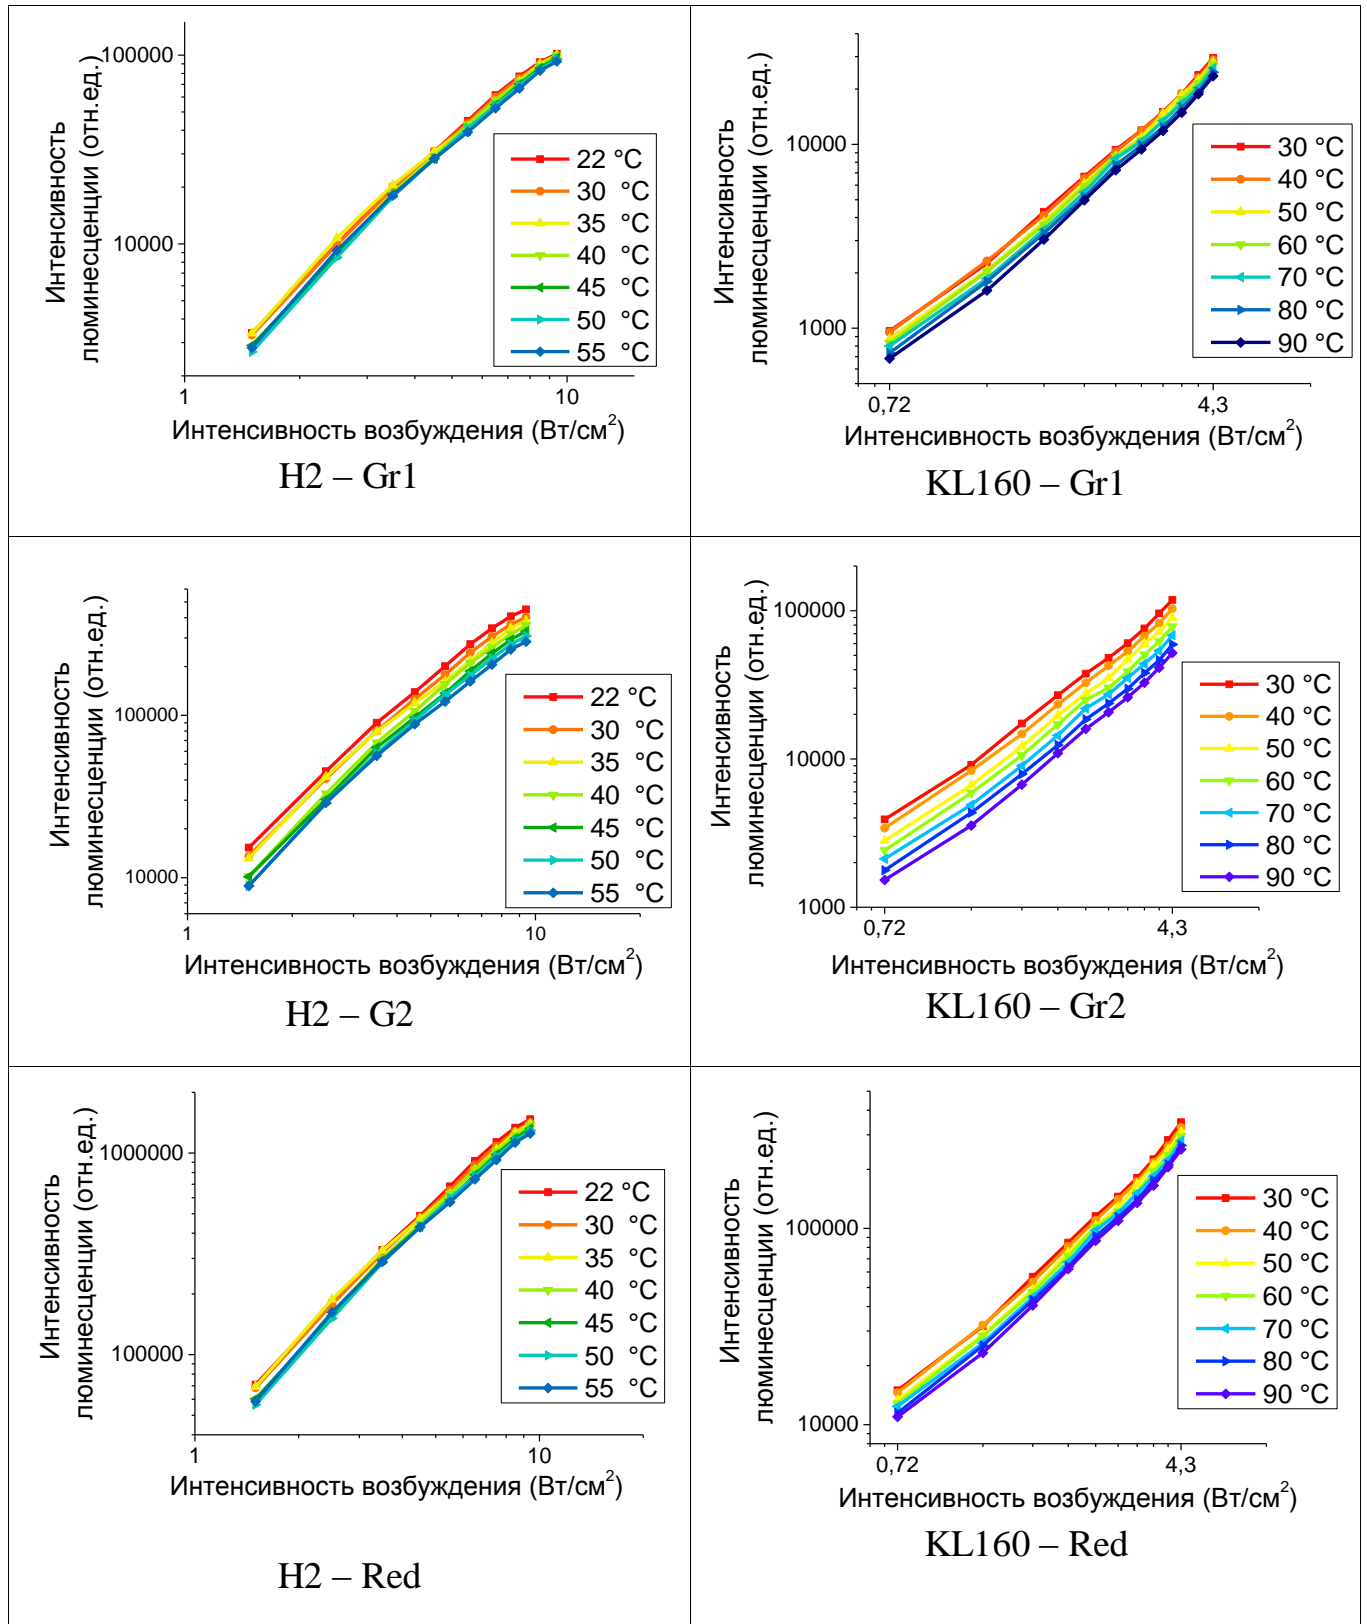 Интенсивность
люминесценции (отн.ед.)
100000
10000
1
10
22 °C
30 °C
35 °C
40 °C
45 °C
50 °C
55 °C
Интенсивность возбуждения (Вт/см²)
H2 – Gr1
Интенсивность
люминесценции (отн.ед.)
10000
1000
0,72
4,3
30 °C
40 °C
50 °C
60 °C
70 °C
80 °C
90 °C
Интенсивность возбуждения (Вт/см²)
KL160 – Gr1
Интенсивность
люминесценции (отн.ед.)
100000
10000
1
10
22 °C
30 °C
35 °C
40 °C
45 °C
50 °C
55 °C
Интенсивность возбуждения (Вт/см²)
H2 – G2
Интенсивность
люминесценции (отн.ед.)
100000
10000
1000
0,72
4,3
30 °C
40 °C
50 °C
60 °C
70 °C
80 °C
90 °C
Интенсивность возбуждения (Вт/см²)
KL160 – Gr2
Интенсивность
люминесценции (отн.ед.)
1000000
100000
1
10
22 °C
30 °C
35 °C
40 °C
45 °C
50 °C
55 °C
Интенсивность возбуждения (Вт/см²)
H2 – Red
Интенсивность
люминесценции (отн.ед.)
100000
10000
0,72
4,3
30 °C
40 °C
50 °C
60 °C
70 °C
80 °C
90 °C
Интенсивность возбуждения (Вт/см²)
KL160 – Red